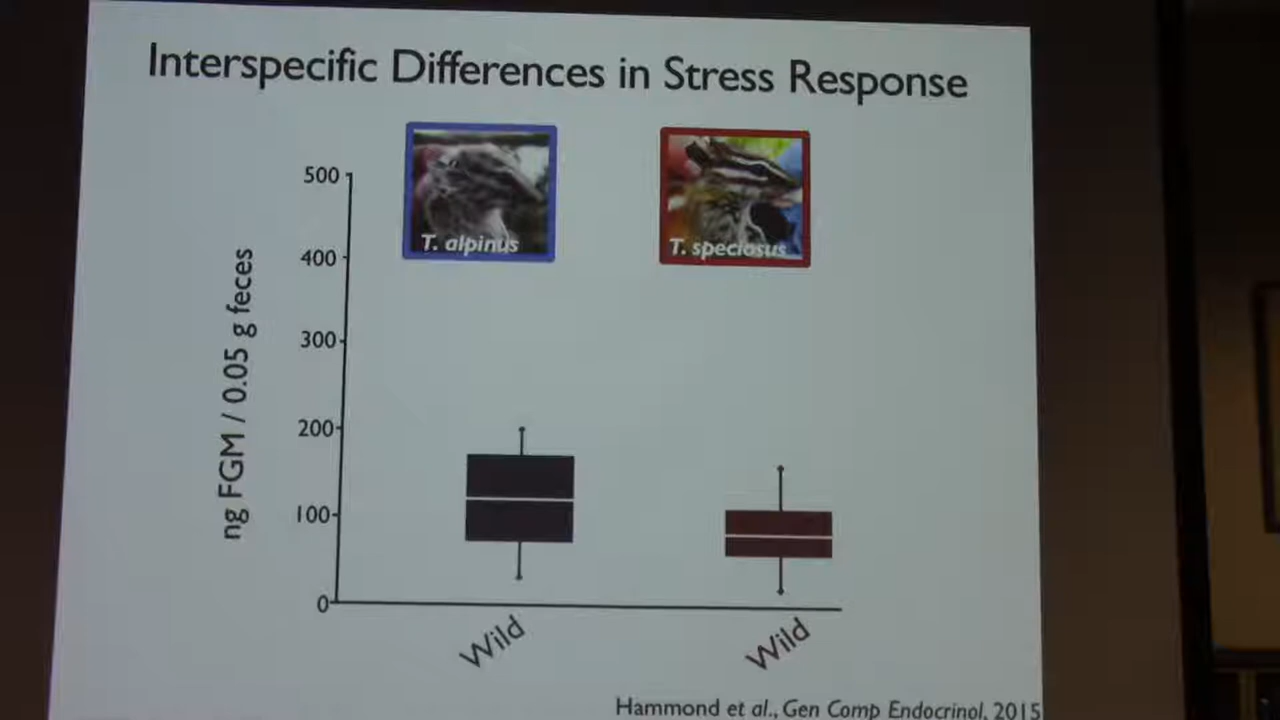 Interspecific Differences in Stress Response
T. alpinus
T. speciosus
500
400
300
200
100
0
ng FGM / 0.05 g feces
Wild
Wild
Hammond et al., Gen Comp Endocrinol, 2015